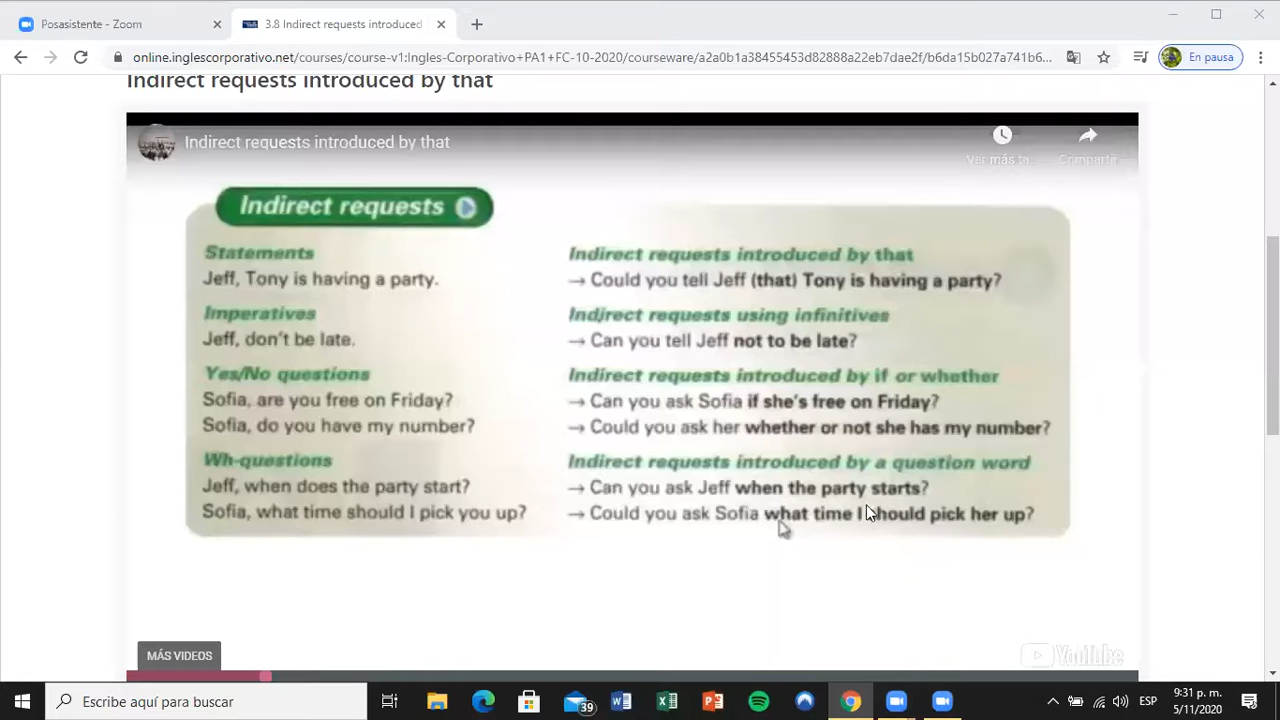 Posasistente - Zoom
3.8 Indirect requests introduced
online.inglescorporativo.net/courses/course-v1:Ingles-Corporativo+PA1+FC-10-2020/courseware/a2a0b1a38455453d82888a22eb7dae2f/b6da15b027a741b6...
En pausa
Indirect requests introduced by that
Indirect requests introduced by that
Ver más ta...
Compartir
Indirect requests
Statements
Indirect requests introduced by that
Jeff, Tony is having a party.
→ Could you tell Jeff (that) Tony is having a party?
Imperatives
Indirect requests using infinitives
Jeff, don't be late.
→ Can you tell Jeff not to be late?
Yes/No questions
Indirect requests introduced by if or whether
Sofia, are you free on Friday?
→ Can you ask Sofia if she's free on Friday?
Sofia, do you have my number?
→ Could you ask her whether or not she has my number?
Wh-questions
Indirect requests introduced by a question word
Jeff, when does the party start?
→ Can you ask Jeff when the party starts?
Sofia, what time should I pick you up?
→ Could you ask Sofia what time I should pick her up?
MÁS VIDEOS
YouTube
Escribe aquí para buscar
39
ESP
9:31 p. m.
5/11/2020